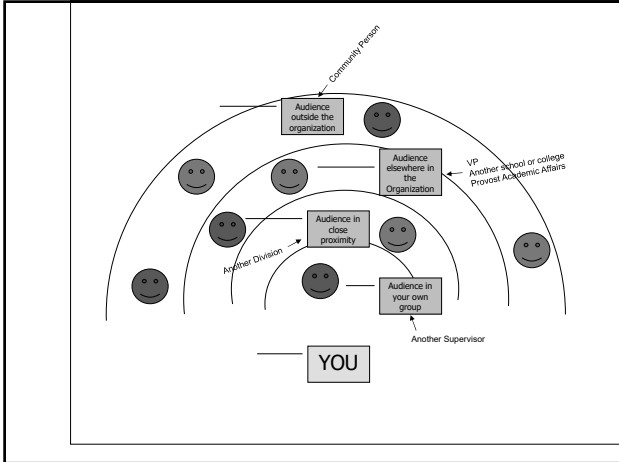 Community Person
Audience
outside the
organization
Audience
elsewhere in
the
Organization
VP
Another school or college
Provost Academic Affairs
Audience in
close
proximity
Another Division
Audience in
your own
group
Another Supervisor
YOU